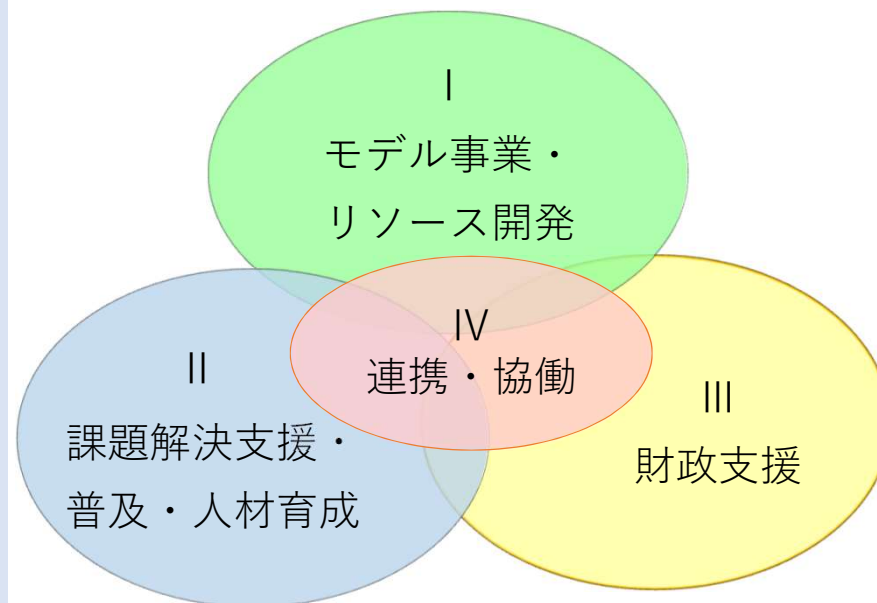 Ⅰ
モデル事業・
リソース開発
Ⅳ
連携・協働
Ⅱ
課題解決支援・
普及・人材育成
Ⅲ
財政支援